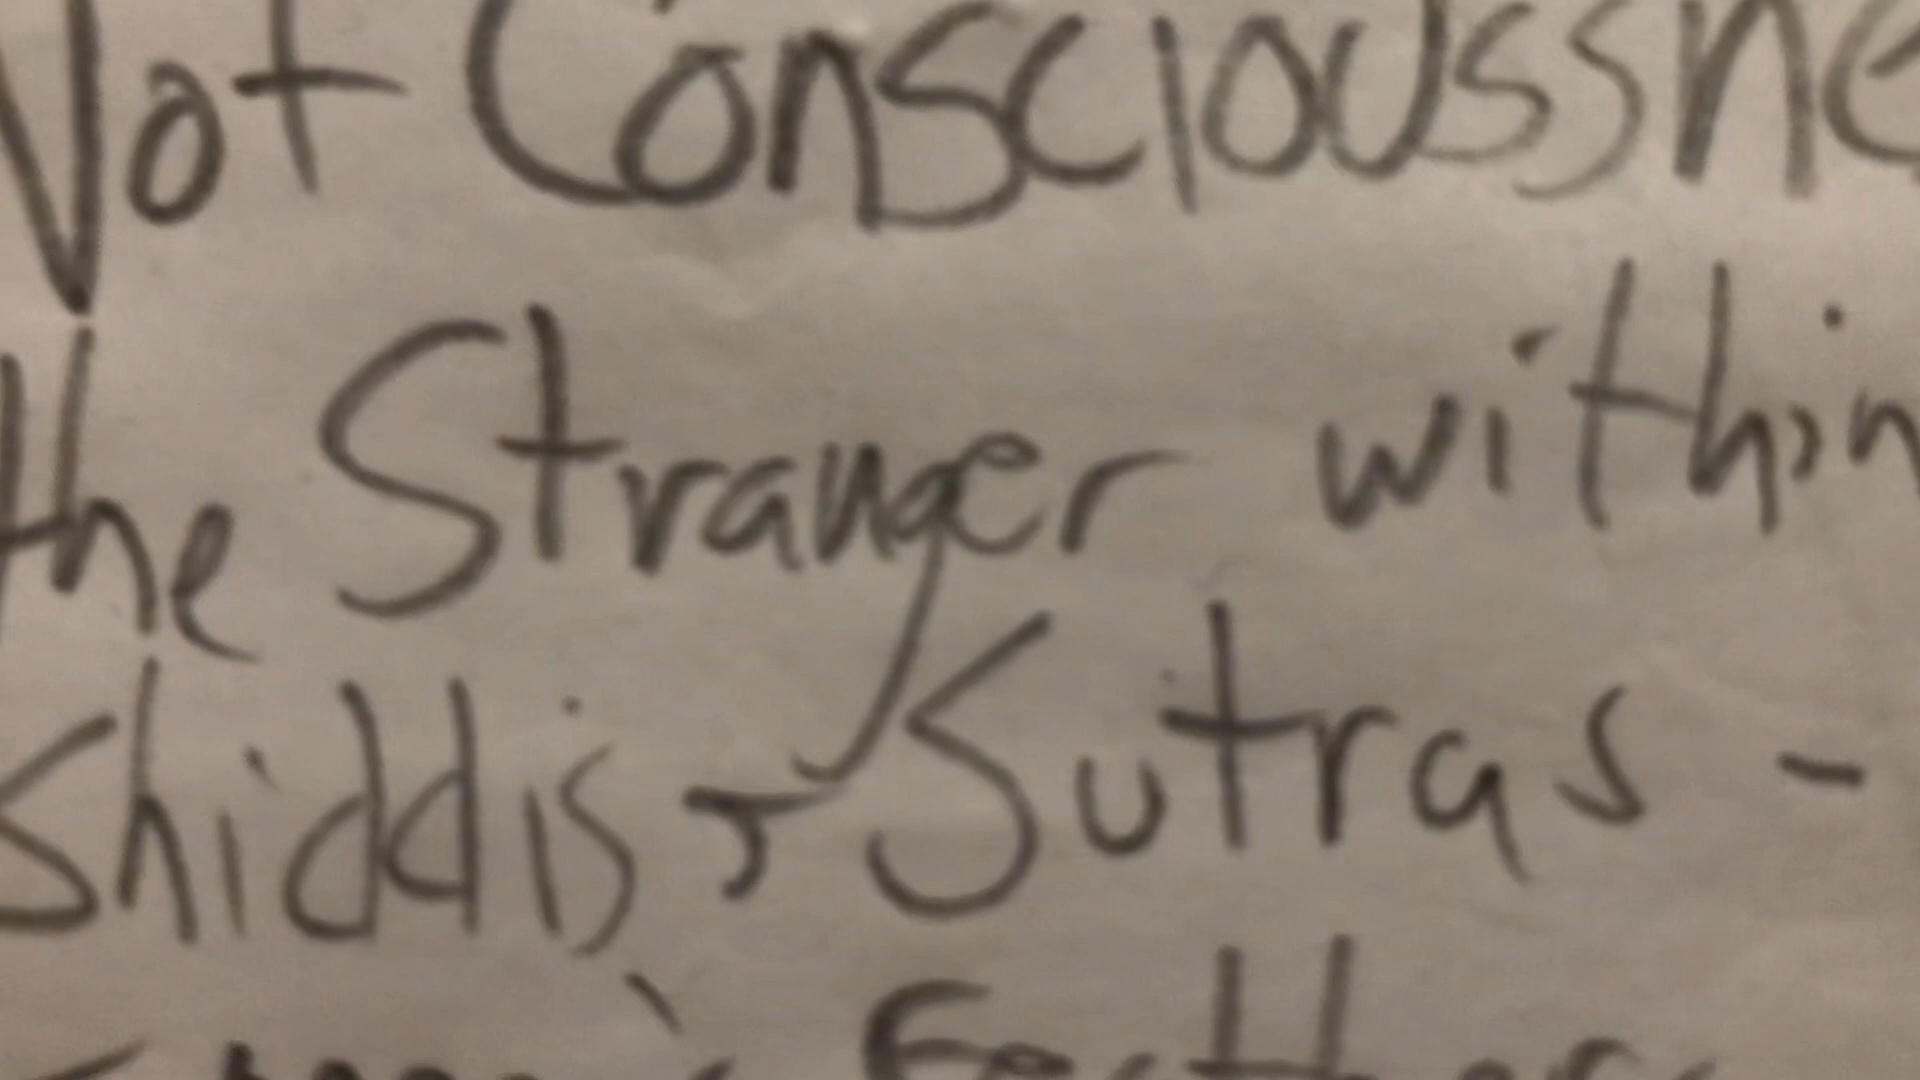 Not Consciousne
the Stranger within
Shiddis - Sutras -